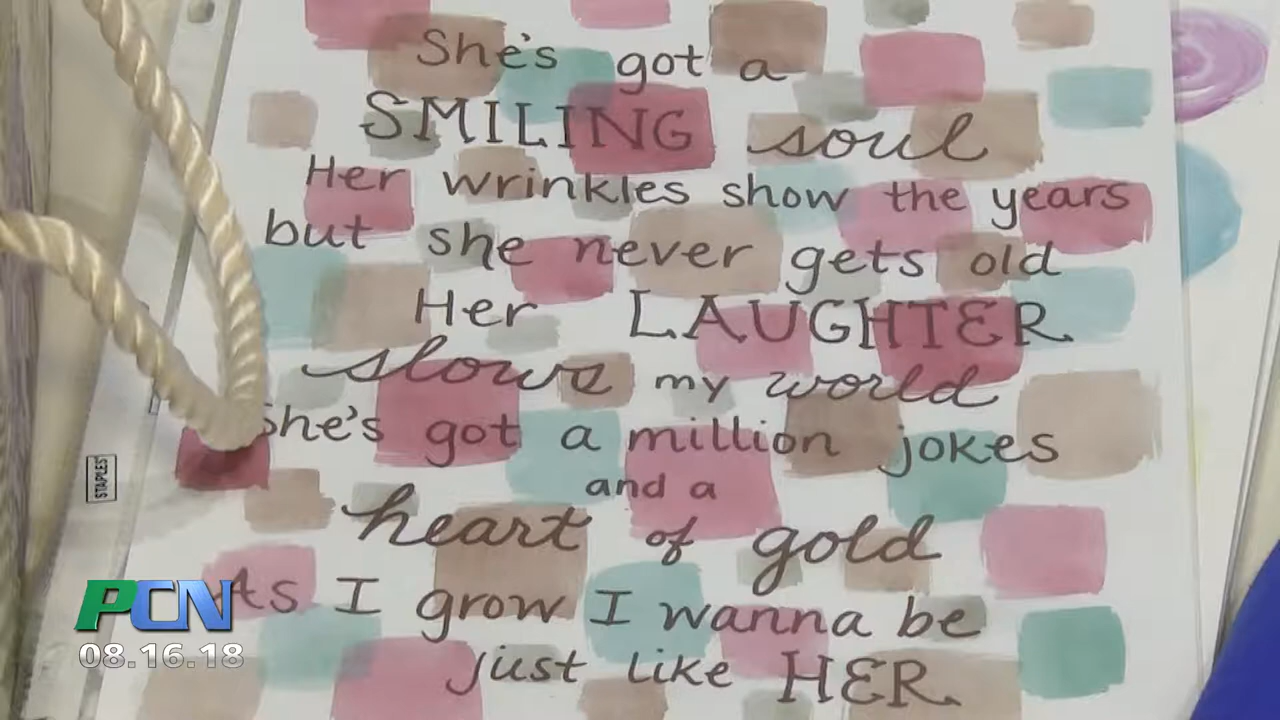 She's got a
SMILING soul
Her wrinkles show the years
but she never gets old
Her LAUGHTER
slows my world
She's got a million jokes
and a
heart of gold
As I grow I wanna be
just like HER
STAPLES
PCN
08.16.18